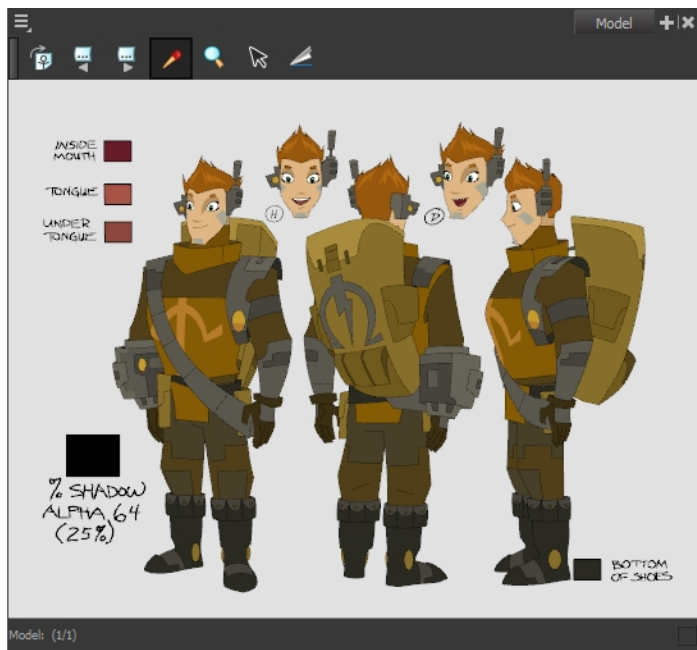 Model
INSIDE
MOUTH
TONGUE
UNDER
TONGUE
H
D
% SHADOW
ALPHA 64
(25%)
BOTTOM
OF SHOES
Model: (1/1)